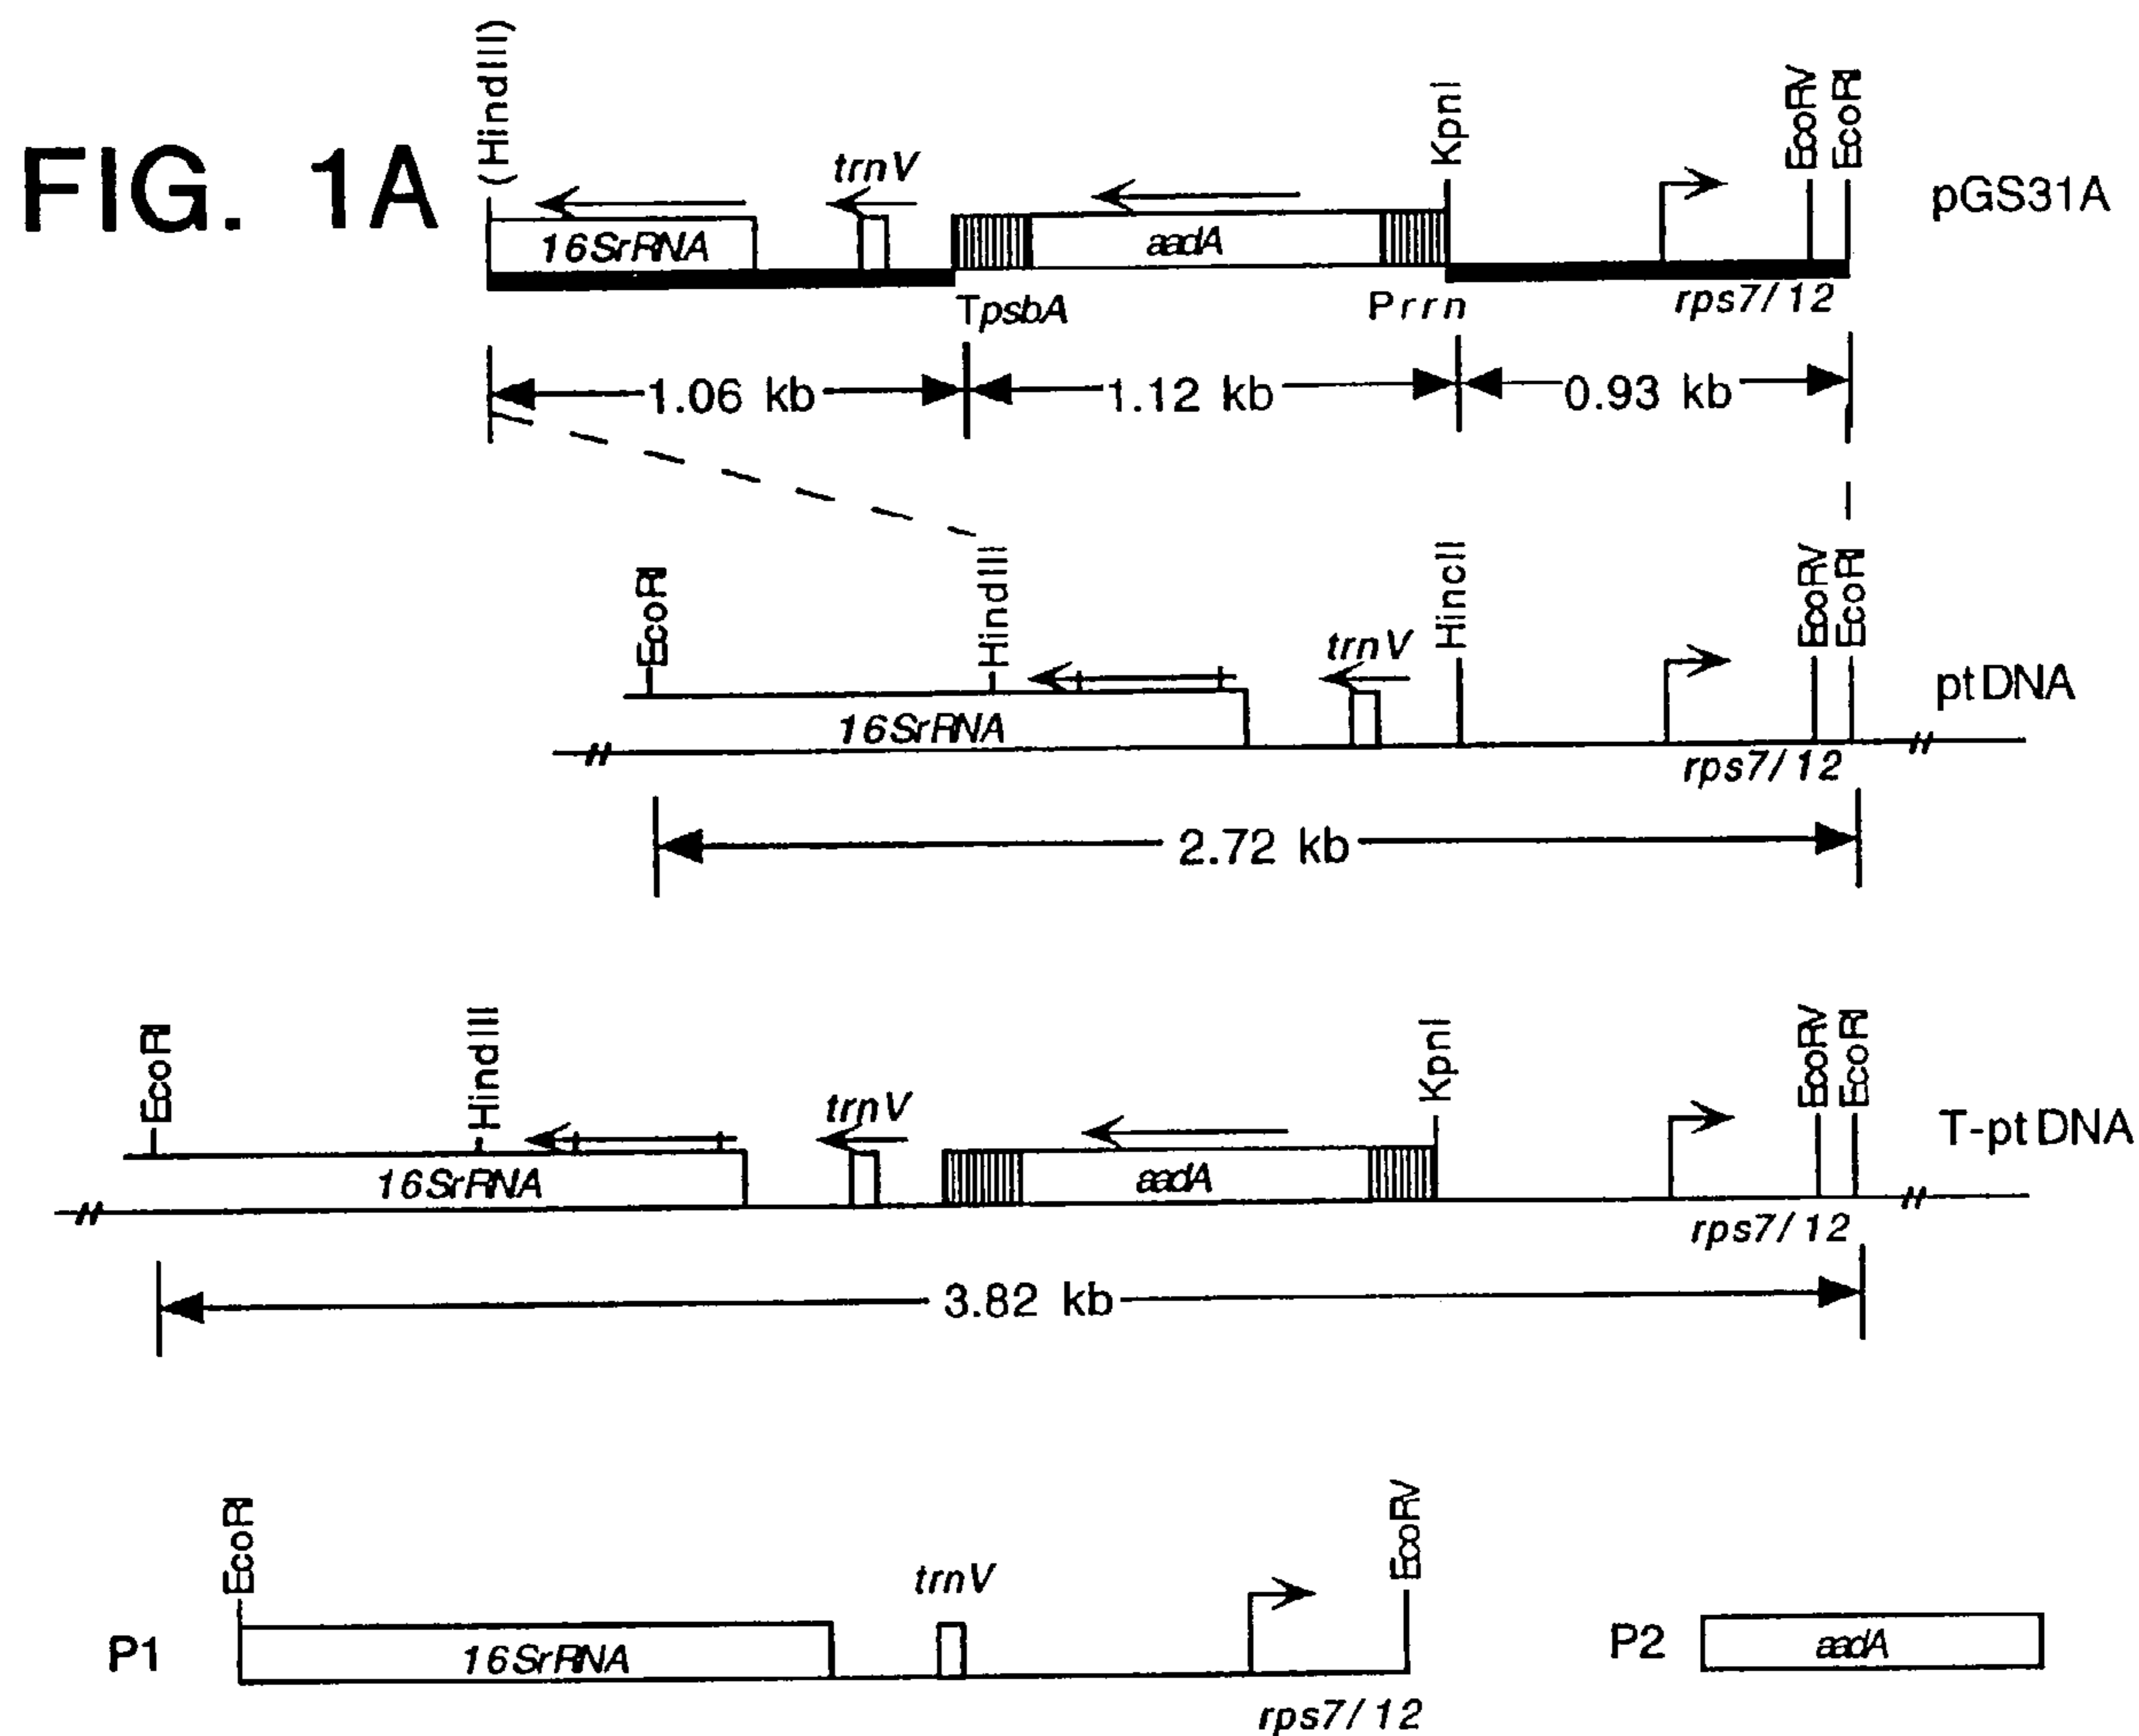 FIG. 1A
(HindIII)
KpnI
EcoRV
EcoRI
trnV
pGS31A
16SrRNA
aadA
TpsbA
Prrn
rps7/12
1.06 kb
1.12 kb
0.93 kb
EcoRI
HindIII
HincII
EcoRV
EcoRI
trnV
ptDNA
16SrRNA
rps7/12
2.72 kb
EcoRI
HindIII
KpnI
EcoRV
EcoRI
trnV
T-ptDNA
16SrRNA
aadA
rps7/12
3.82 kb
EcoRI
EcoRV
trnV
P1
16SrRNA
rps7/12
P2
aadA